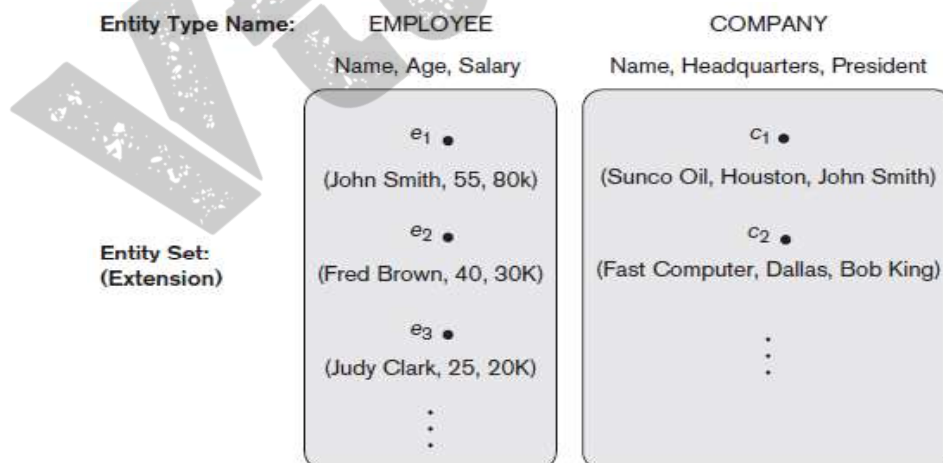 Entity Type Name: EMPLOYEE COMPANY
Name, Age, Salary Name, Headquarters, President
e₁ • c₁ •
(John Smith, 55, 80k) (Sunco Oil, Houston, John Smith)
e₂ • c₂ •
Entity Set:
(Extension)
(Fred Brown, 40, 30K) (Fast Computer, Dallas, Bob King)
e₃ •
(Judy Clark, 25, 20K)